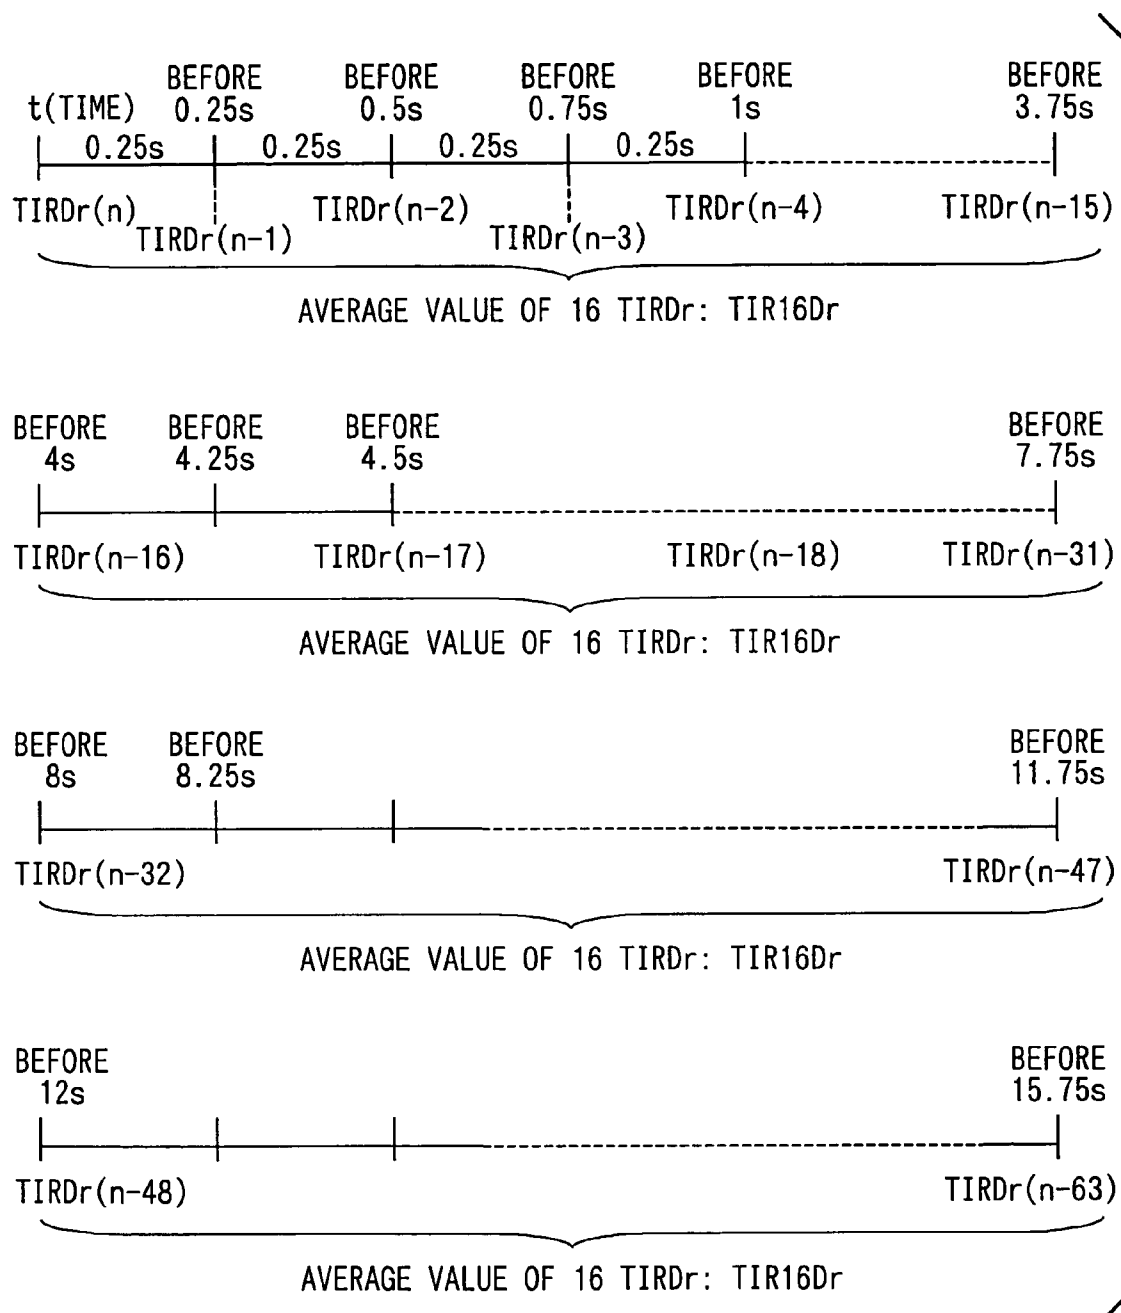 BEFORE BEFORE BEFORE BEFORE BEFORE
t(TIME) 0.25s 0.5s 0.75s 1s 3.75s
0.25s 0.25s 0.25s 0.25s
TIRDr(n) TIRDr(n-2) TIRDr(n-4) TIRDr(n-15)
TIRDr(n-1) TIRDr(n-3)
AVERAGE VALUE OF 16 TIRDr: TIR16Dr
BEFORE BEFORE BEFORE BEFORE
4s 4.25s 4.5s 7.75s
TIRDr(n-16) TIRDr(n-17) TIRDr(n-18) TIRDr(n-31)
AVERAGE VALUE OF 16 TIRDr: TIR16Dr
BEFORE BEFORE BEFORE
8s 8.25s 11.75s
TIRDr(n-32) TIRDr(n-47)
AVERAGE VALUE OF 16 TIRDr: TIR16Dr
BEFORE BEFORE
12s 15.75s
TIRDr(n-48) TIRDr(n-63)
AVERAGE VALUE OF 16 TIRDr: TIR16Dr